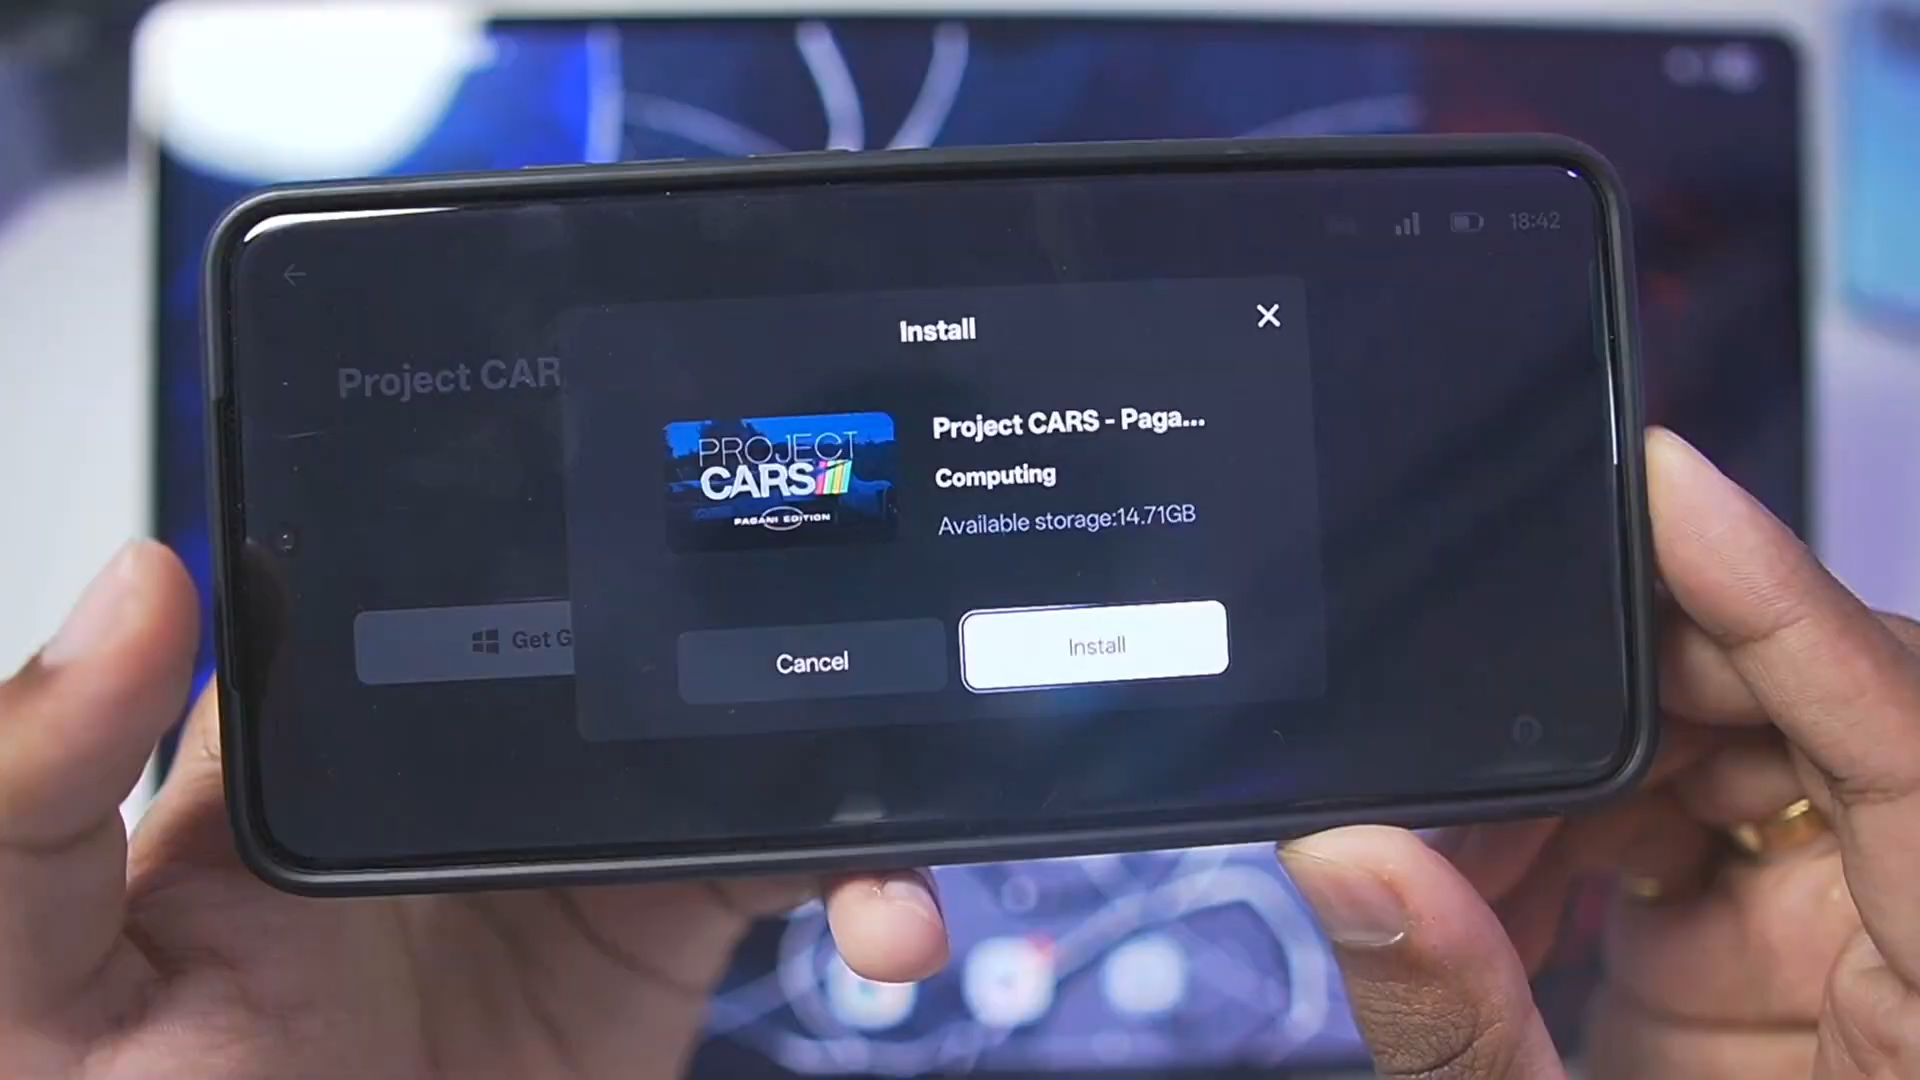 18:42
Install
Project CAR
PROJECT
CARS
PAGANI EDITION
Project CARS - Paga...
Computing
Available storage:14.71GB
Get G
Cancel
Install